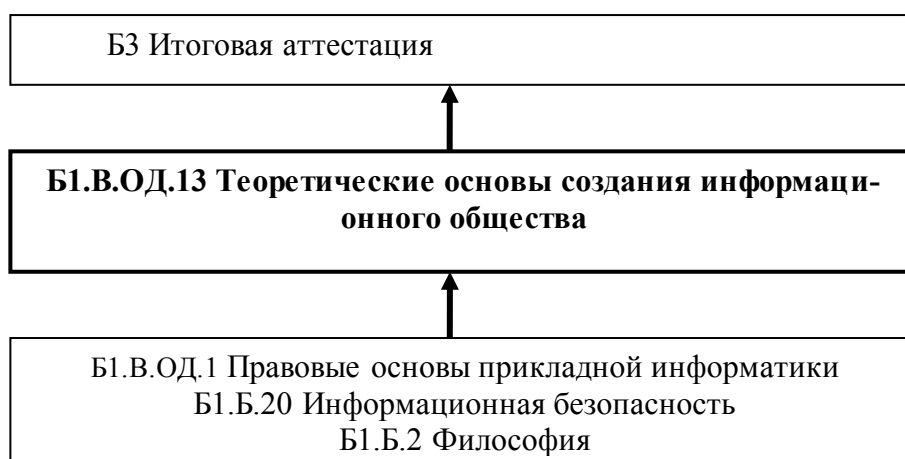 Б3 Итоговая аттестация
Б1.В.ОД.13 Теоретические основы создания информаци-
онного общества
Б1.В.ОД.1 Правовые основы прикладной информатики
Б1.Б.20 Информационная безопасность
Б1.Б.2 Философия